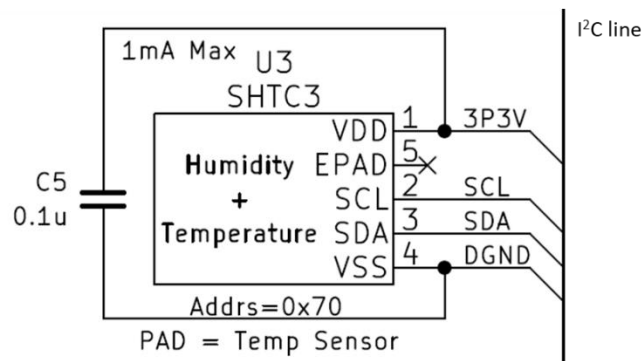 I²C line
1mA Max
U3
SHTC3
VDD 1 3P3V
EPAD 5
SCL 2 SCL
SDA 3 SDA
VSS 4 DGND
Humidity
+
Temperature
C5
0.1u
Addrs=0x70
PAD = Temp Sensor